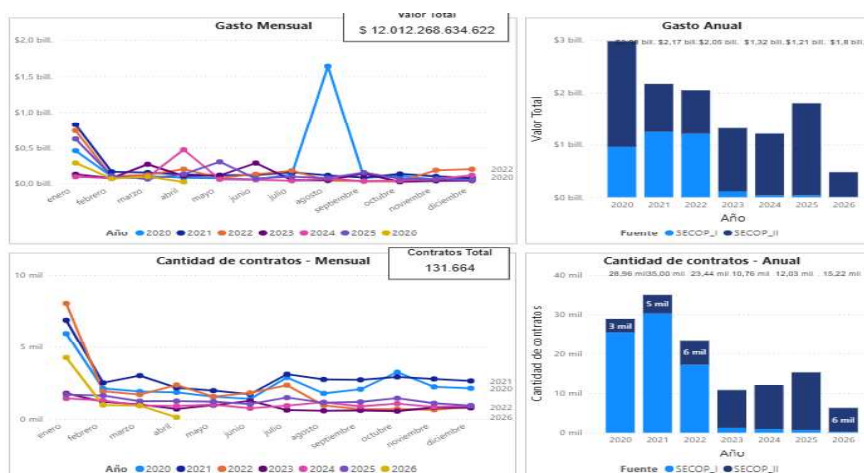 Gasto Mensual
Valor Total
$ 12.012.268.634.622
$2.0 bill.
$1,5 bill.
$1,0 bill.
$0,5 bill.
$0,0 bill.
2022
2020
enero
febrero
marzo
abril
mayo
junio
julio
agosto
septiembre
octubre
noviembre
diciembre
Año 2020 2021 2022 2023 2024 2025 2026
Gasto Anual
bill. $2,17 bill. $2,05 bill. $1,32 bill. $1,21 bill. $1,8 bill.
Valor Total
$3 bill.
$2 bill.
$1 bill.
$0 bill.
2020 2021 2022 2023 2024 2025 2026
Año
Fuente SECOP_I SECOP_II
Cantidad de contratos - Mensual
Contratos Total
131.664
10 mil
5 mil
0 mil
2021
2020
2022
2026
enero
febrero
marzo
abril
mayo
junio
julio
agosto
septiembre
octubre
noviembre
diciembre
Año 2020 2021 2022 2023 2024 2025 2026
Cantidad de contratos - Anual
28,96 mil 35,00 mil 23,44 mil 10,76 mil 12,03 mil 15,22 mil
Cantidad de contratos
40 mil
30 mil
20 mil
10 mil
0 mil
3 mil
5 mil
6 mil
6 mil
2020 2021 2022 2023 2024 2025 2026
Año
Fuente SECOP_I SECOP_II